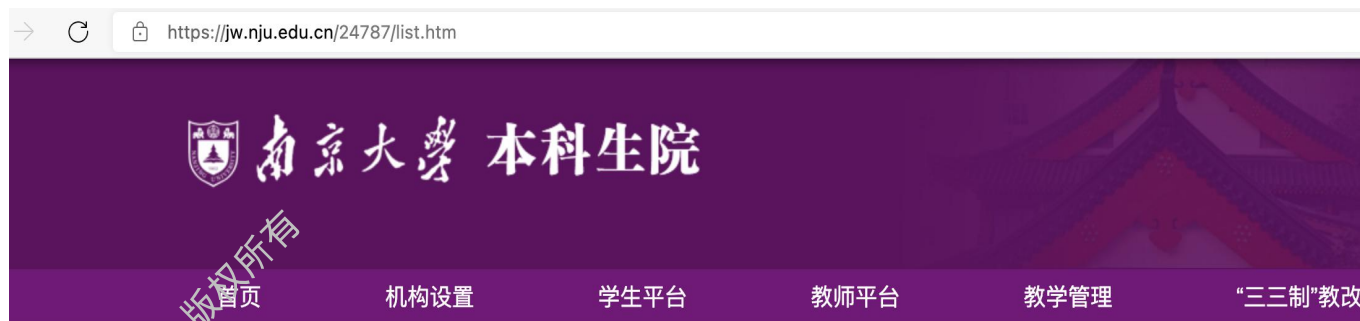 https://jw.nju.edu.cn/24787/list.htm
南京大學 本科生院
版权所有
首页 机构设置 学生平台 教师平台 教学管理 “三三制”教改